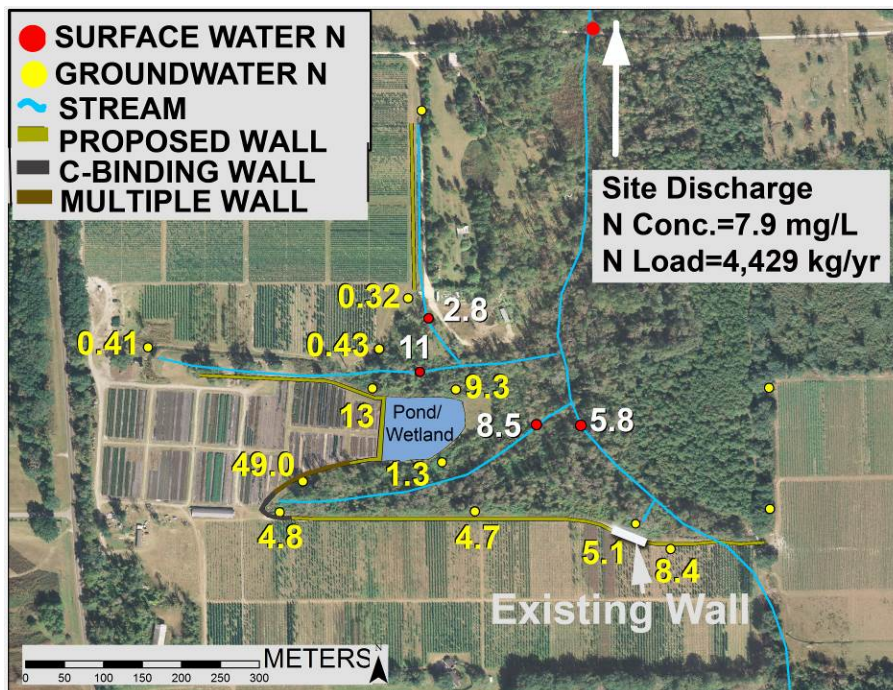 SURFACE WATER N
GROUNDWATER N
STREAM
PROPOSED WALL
C-BINDING WALL
MULTIPLE WALL
Site Discharge
N Conc.=7.9 mg/L
N Load=4,429 kg/yr
0.32
2.8
0.41
0.43
11
13
9.3
Pond/
Wetland
8.5
5.8
49.0
1.3
4.8
4.7
5.1
8.4
Existing Wall
METERS
N
0 50 100 150 200 300